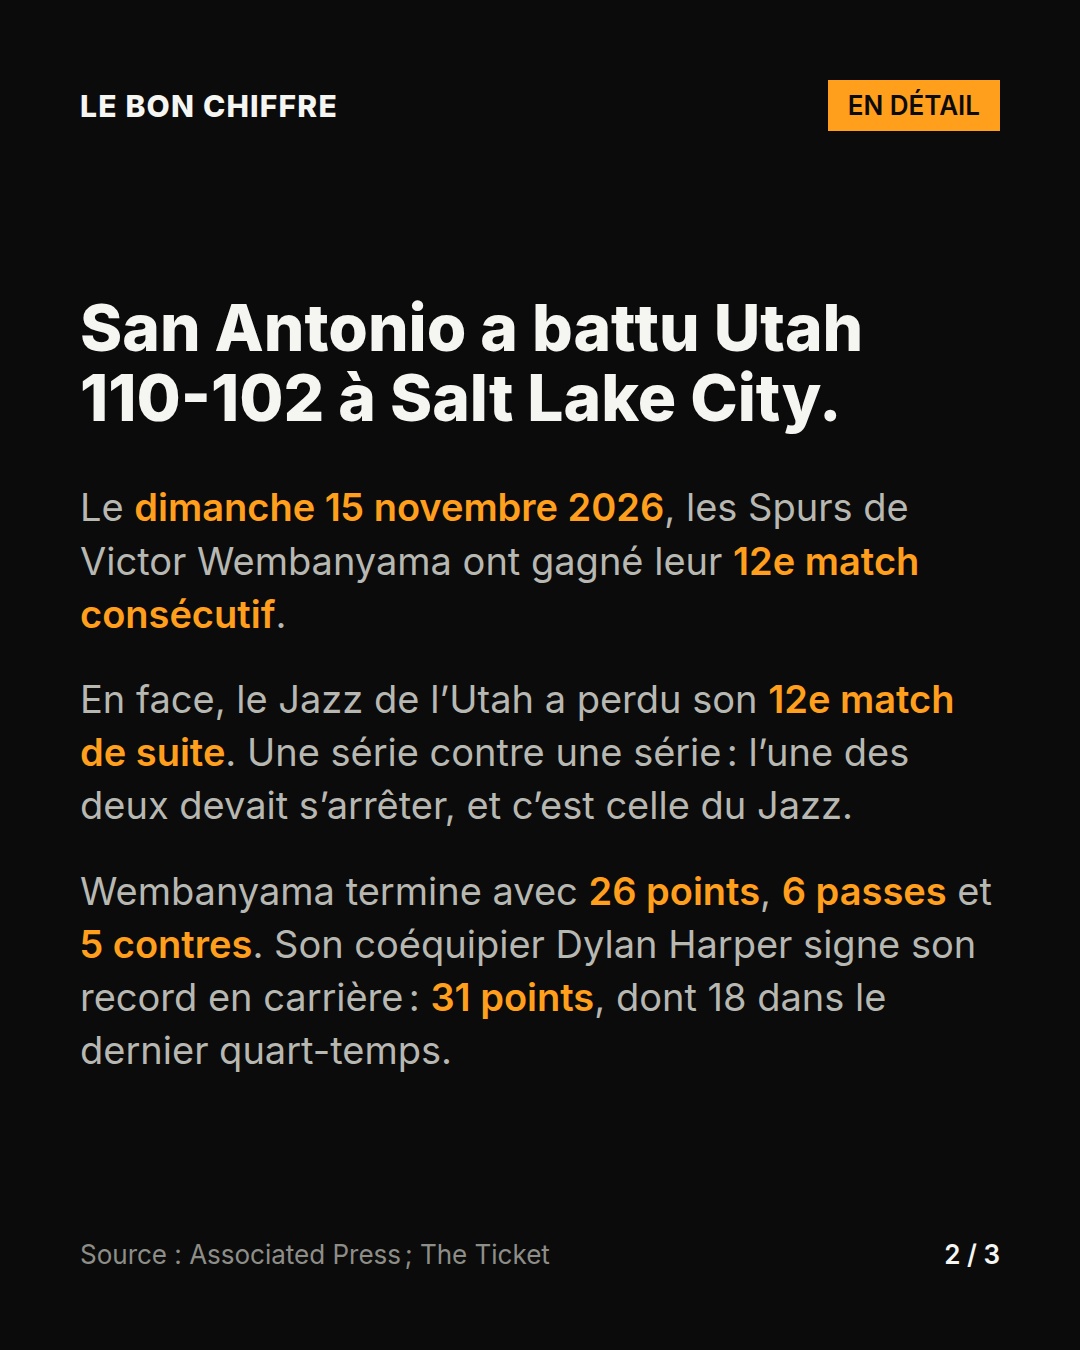 LE BON CHIFFRE
EN DÉTAIL
San Antonio a battu Utah
110-102 à Salt Lake City.
Le dimanche 15 novembre 2026, les Spurs de
Victor Wembanyama ont gagné leur 12e match
consécutif.
En face, le Jazz de l’Utah a perdu son 12e match
de suite. Une série contre une série : l’une des
deux devait s’arrêter, et c’est celle du Jazz.
Wembanyama termine avec 26 points, 6 passes et
5 contres. Son coéquipier Dylan Harper signe son
record en carrière : 31 points, dont 18 dans le
dernier quart-temps.
Source : Associated Press ; The Ticket
2 / 3